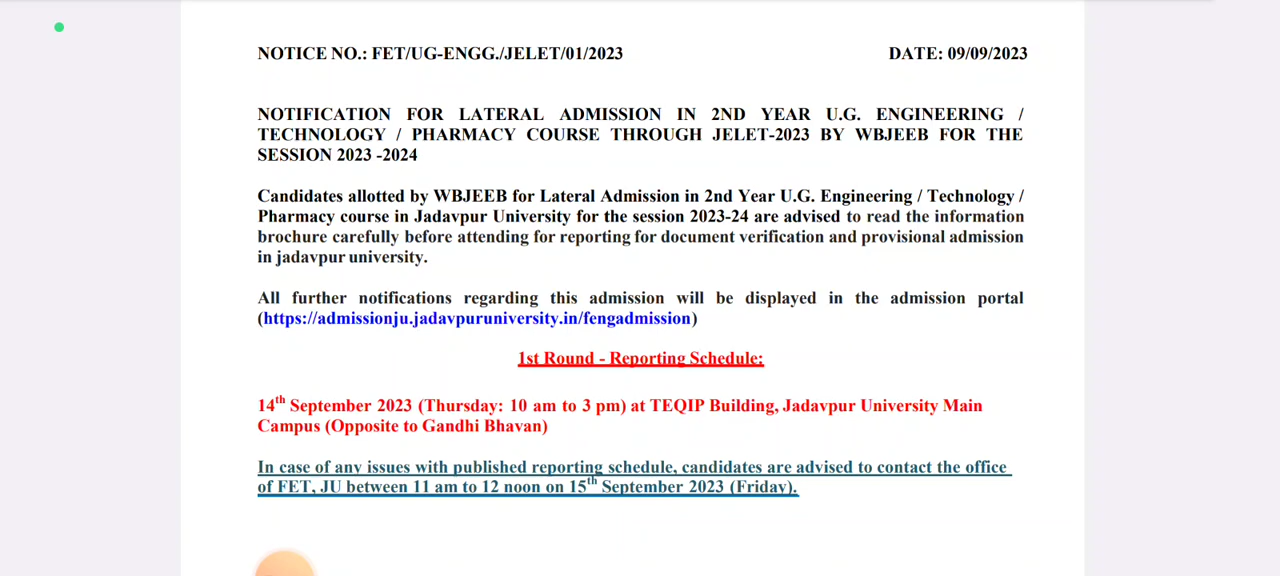 NOTICE NO.: FET/UG-ENGG./JELET/01/2023 DATE: 09/09/2023
NOTIFICATION FOR LATERAL ADMISSION IN 2ND YEAR U.G. ENGINEERING /
TECHNOLOGY / PHARMACY COURSE THROUGH JELET-2023 BY WBJEEB FOR THE
SESSION 2023 -2024
Candidates allotted by WBJEEB for Lateral Admission in 2nd Year U.G. Engineering / Technology /
Pharmacy course in Jadavpur University for the session 2023-24 are advised to read the information
brochure carefully before attending for reporting for document verification and provisional admission
in jadavpur university.
All further notifications regarding this admission will be displayed in the admission portal
(https://admissionju.jadavpuruniversity.in/fengadmission)
1st Round - Reporting Schedule:
14th September 2023 (Thursday: 10 am to 3 pm) at TEQIP Building, Jadavpur University Main
Campus (Opposite to Gandhi Bhavan)
In case of any issues with published reporting schedule, candidates are advised to contact the office
of FET, JU between 11 am to 12 noon on 15th September 2023 (Friday).